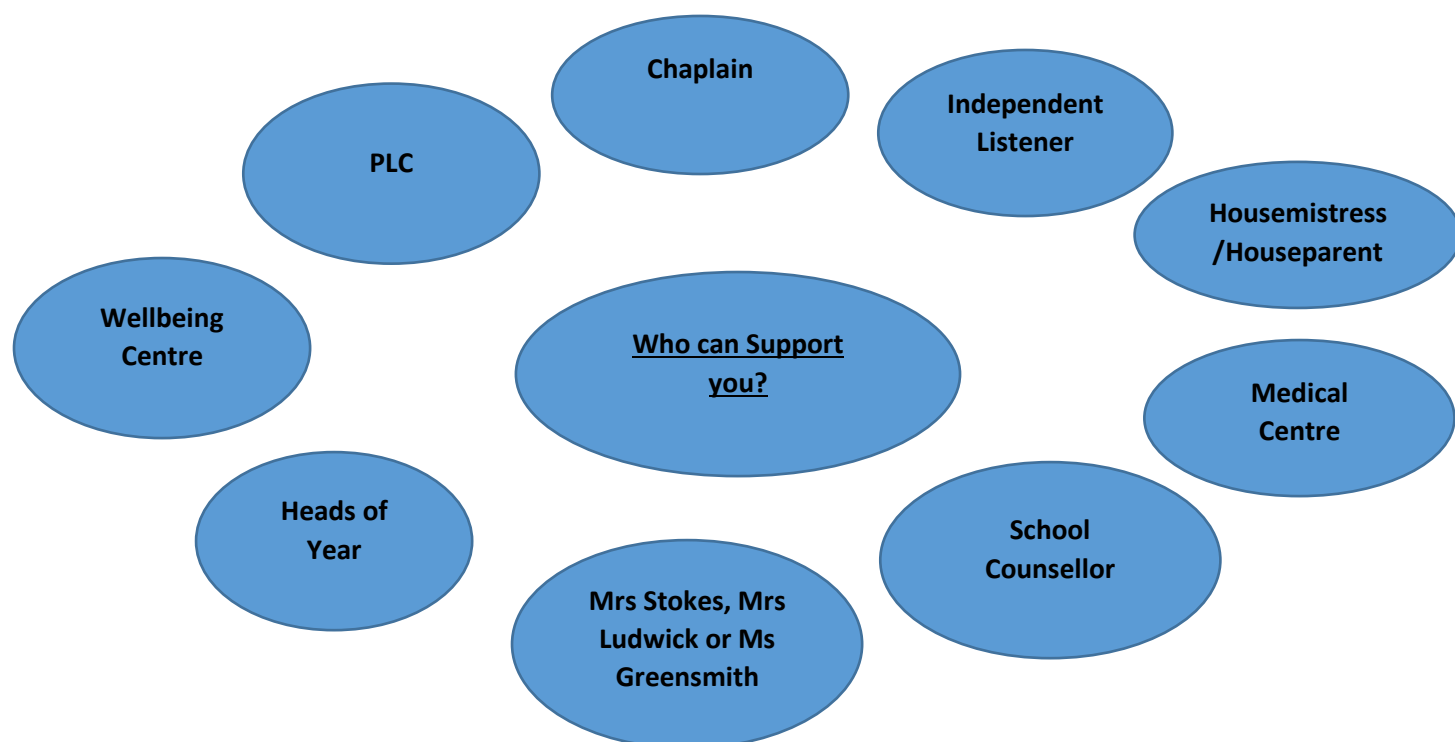 Chaplain
Independent
Listener
PLC
Housemistress
/Houseparent
Wellbeing
Centre
Who can Support
you?
Medical
Centre
Heads of
Year
School
Counsellor
Mrs Stokes, Mrs
Ludwick or Ms
Greensmith